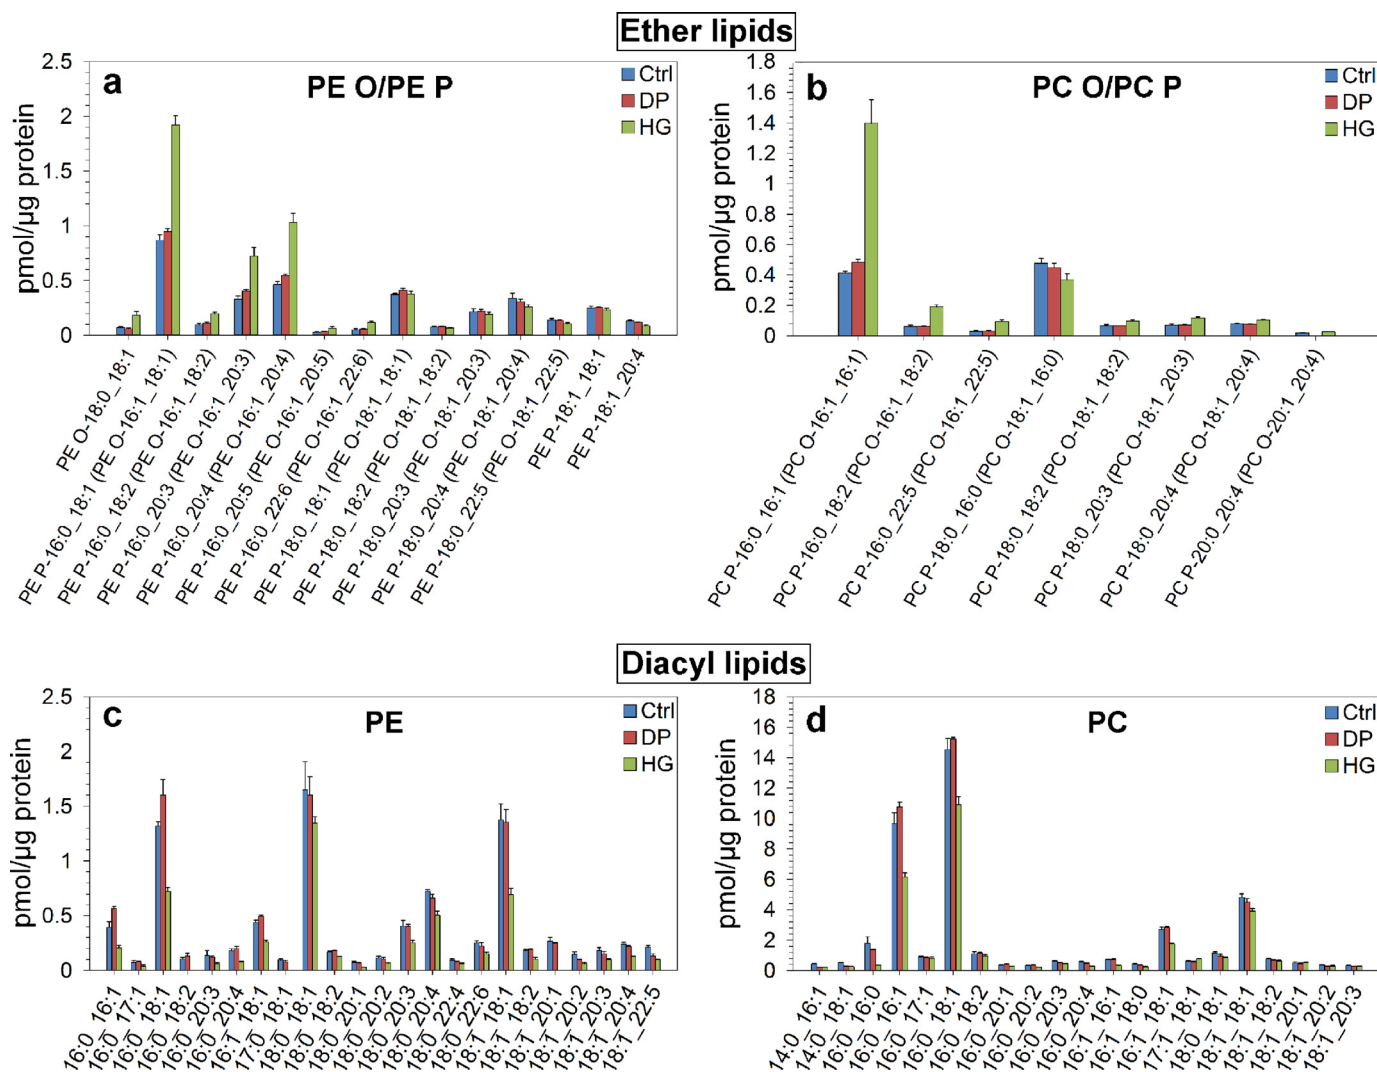 Ether lipids
a
PE O/PE P
Ctrl
DP
HG
pmol/µg protein
2.5
2
1.5
1
0.5
0
PE O-18:0_18:1
PE P-16:0_18:1 (PE O-16:1_18:1)
PE P-16:0_18:2 (PE O-16:1_18:2)
PE P-16:0_20:3 (PE O-16:1_20:3)
PE P-16:0_20:4 (PE O-16:1_20:4)
PE P-16:0_20:5 (PE O-16:1_20:5)
PE P-16:0_22:6 (PE O-16:1_22:6)
PE P-18:0_18:1 (PE O-18:1_18:1)
PE P-18:0_18:2 (PE O-18:1_18:2)
PE P-18:0_20:3 (PE O-18:1_20:3)
PE P-18:0_20:4 (PE O-18:1_20:4)
PE P-18:0_22:5 (PE O-18:1_22:5)
PE P-18:1_18:1
PE P-18:1_20:4
b
PC O/PC P
Ctrl
DP
HG
pmol/µg protein
1.8
1.6
1.4
1.2
1
0.8
0.6
0.4
0.2
0
PC P-16:0_16:1 (PC O-16:1_16:1)
PC P-16:0_18:2 (PC O-16:1_18:2)
PC P-16:0_22:5 (PC O-16:1_22:5)
PC P-18:0_16:0 (PC O-18:1_16:0)
PC P-18:0_18:2 (PC O-18:1_18:2)
PC P-18:0_20:3 (PC O-18:1_20:3)
PC P-18:0_20:4 (PC O-18:1_20:4)
PC P-20:0_20:4 (PC O-20:1_20:4)
Diacyl lipids
c
PE
Ctrl
DP
HG
pmol/µg protein
2.5
2
1.5
1
0.5
0
16:0_16:1
16:0_17:1
16:0_18:1
16:0_18:2
16:0_20:3
16:0_20:4
16:1_18:1
17:0_18:1
18:0_18:1
18:0_18:2
18:0_20:1
18:0_20:2
18:0_20:3
18:0_20:4
18:0_22:4
18:0_22:6
18:1_18:1
18:1_18:2
18:1_20:1
18:1_20:2
18:1_20:3
18:1_20:4
18:1_22:5
d
PC
Ctrl
DP
HG
pmol/µg protein
18
16
14
12
10
8
6
4
2
0
14:0_16:1
14:0_18:1
16:0_16:0
16:0_16:1
16:0_17:1
16:0_18:1
16:0_18:2
16:0_20:1
16:0_20:2
16:0_20:3
16:0_20:4
16:1_16:1
16:1_18:0
16:1_18:1
17:1_18:1
18:0_18:1
18:1_18:1
18:1_18:2
18:1_20:1
18:1_20:2
18:1_20:3